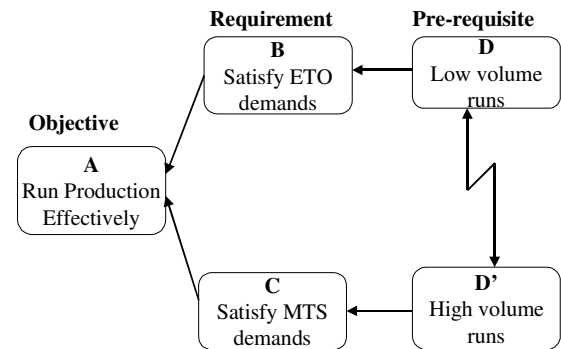 Requirement
Pre-requisite
B
Satisfy ETO
demands
D
Low volume
runs
Objective
A
Run Production
Effectively
C
Satisfy MTS
demands
D’
High volume
runs